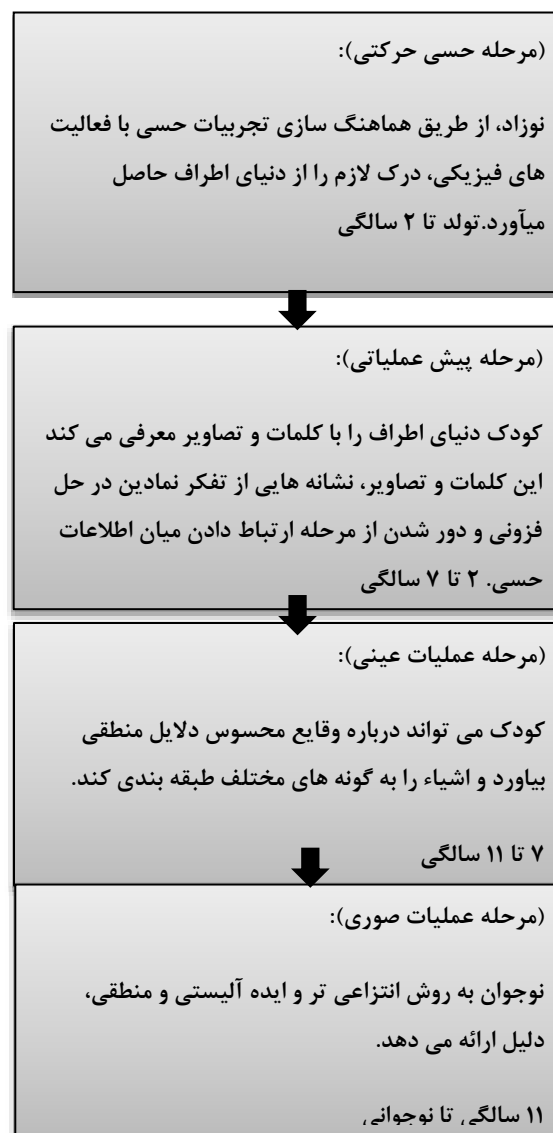 (مرحله حسی حرکتی):
نوزاد، از طریق هماهنگ سازی تجربیات حسی با فعالیت
های فیزیکی، درک لازم را از دنیای اطراف حاصل
میآورد.تولد تا ۲ سالگی
(مرحله پیش عملیاتی):
کودک دنیای اطراف را با کلمات و تصاویر معرفی می کند
این کلمات و تصاویر، نشانه هایی از تفکر نمادین در حل
فزونی و دور شدن از مرحله ارتباط دادن میان اطلاعات
حسی. ۲ تا ۷ سالگی
(مرحله عملیات عینی):
کودک می تواند درباره وقایع محسوس دلایل منطقی
بیاورد و اشیاء را به گونه های مختلف طبقه بندی کند.
۷ تا ۱۱ سالگی
(مرحله عملیات صوری):
نوجوان به روش انتزاعی تر و ایده آلیستی و منطقی،
دلیل ارائه می دهد.
۱۱ سالگی تا نوجوانی